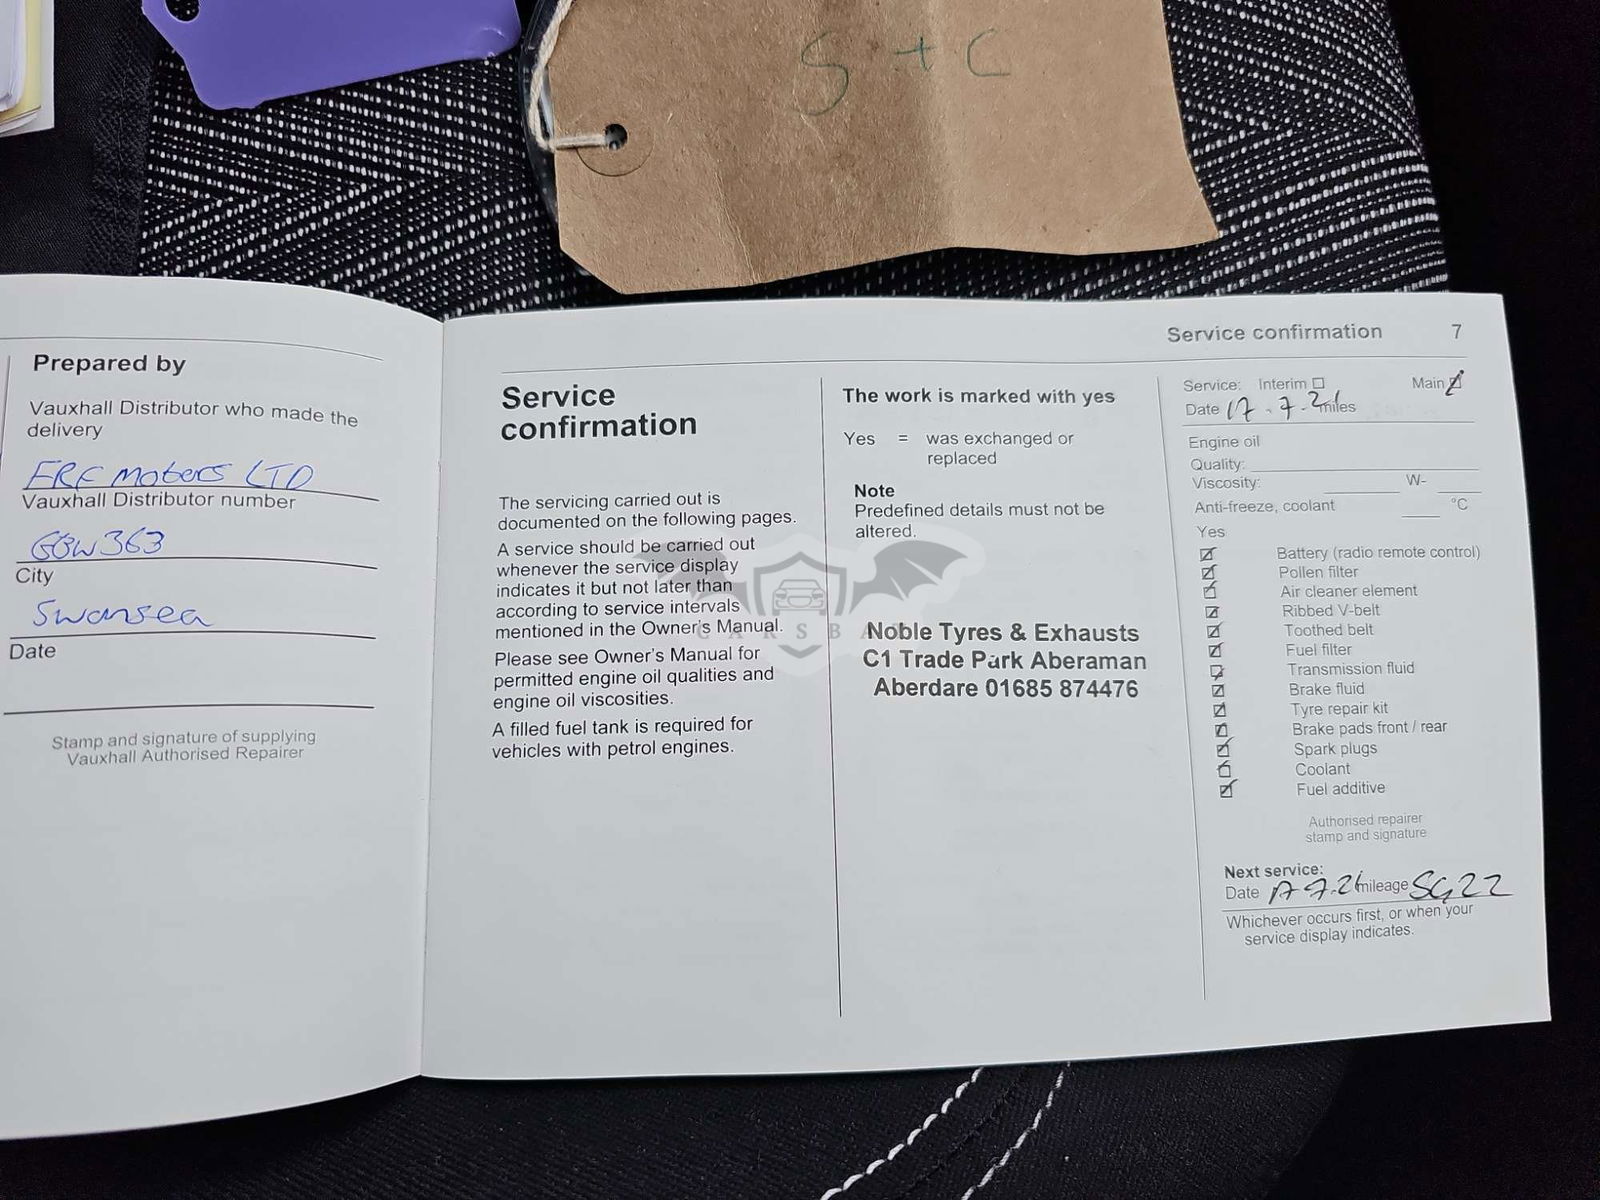 S + C
Prepared by
Vauxhall Distributor who made the
delivery
FRF Motors LTD
Vauxhall Distributor number
GBW363
City
Swansea
Date
Stamp and signature of supplying
Vauxhall Authorised Repairer
Service confirmation 7
Service
confirmation
The servicing carried out is
documented on the following pages.
A service should be carried out
whenever the service display
indicates it but not later than
according to service intervals
mentioned in the Owner's Manual.
Please see Owner's Manual for
permitted engine oil qualities and
engine oil viscosities.
A filled fuel tank is required for
vehicles with petrol engines.
The work is marked with yes
Yes = was exchanged or
replaced
Note
Predefined details must not be
altered.
CARSBA
Noble Tyres & Exhausts
C1 Trade Park Aberaman
Aberdare 01685 874476
Service: Interim Main
Date 17.7.21 miles
Engine oil
Quality:
Viscosity: W-
Anti-freeze, coolant °C
Yes
Battery (radio remote control)
Pollen filter
Air cleaner element
Ribbed V-belt
Toothed belt
Fuel filter
Transmission fluid
Brake fluid
Tyre repair kit
Brake pads front / rear
Spark plugs
Coolant
Fuel additive
Authorised repairer
stamp and signature
Next service:
Date mileage
Whichever occurs first, or when your
service display indicates.